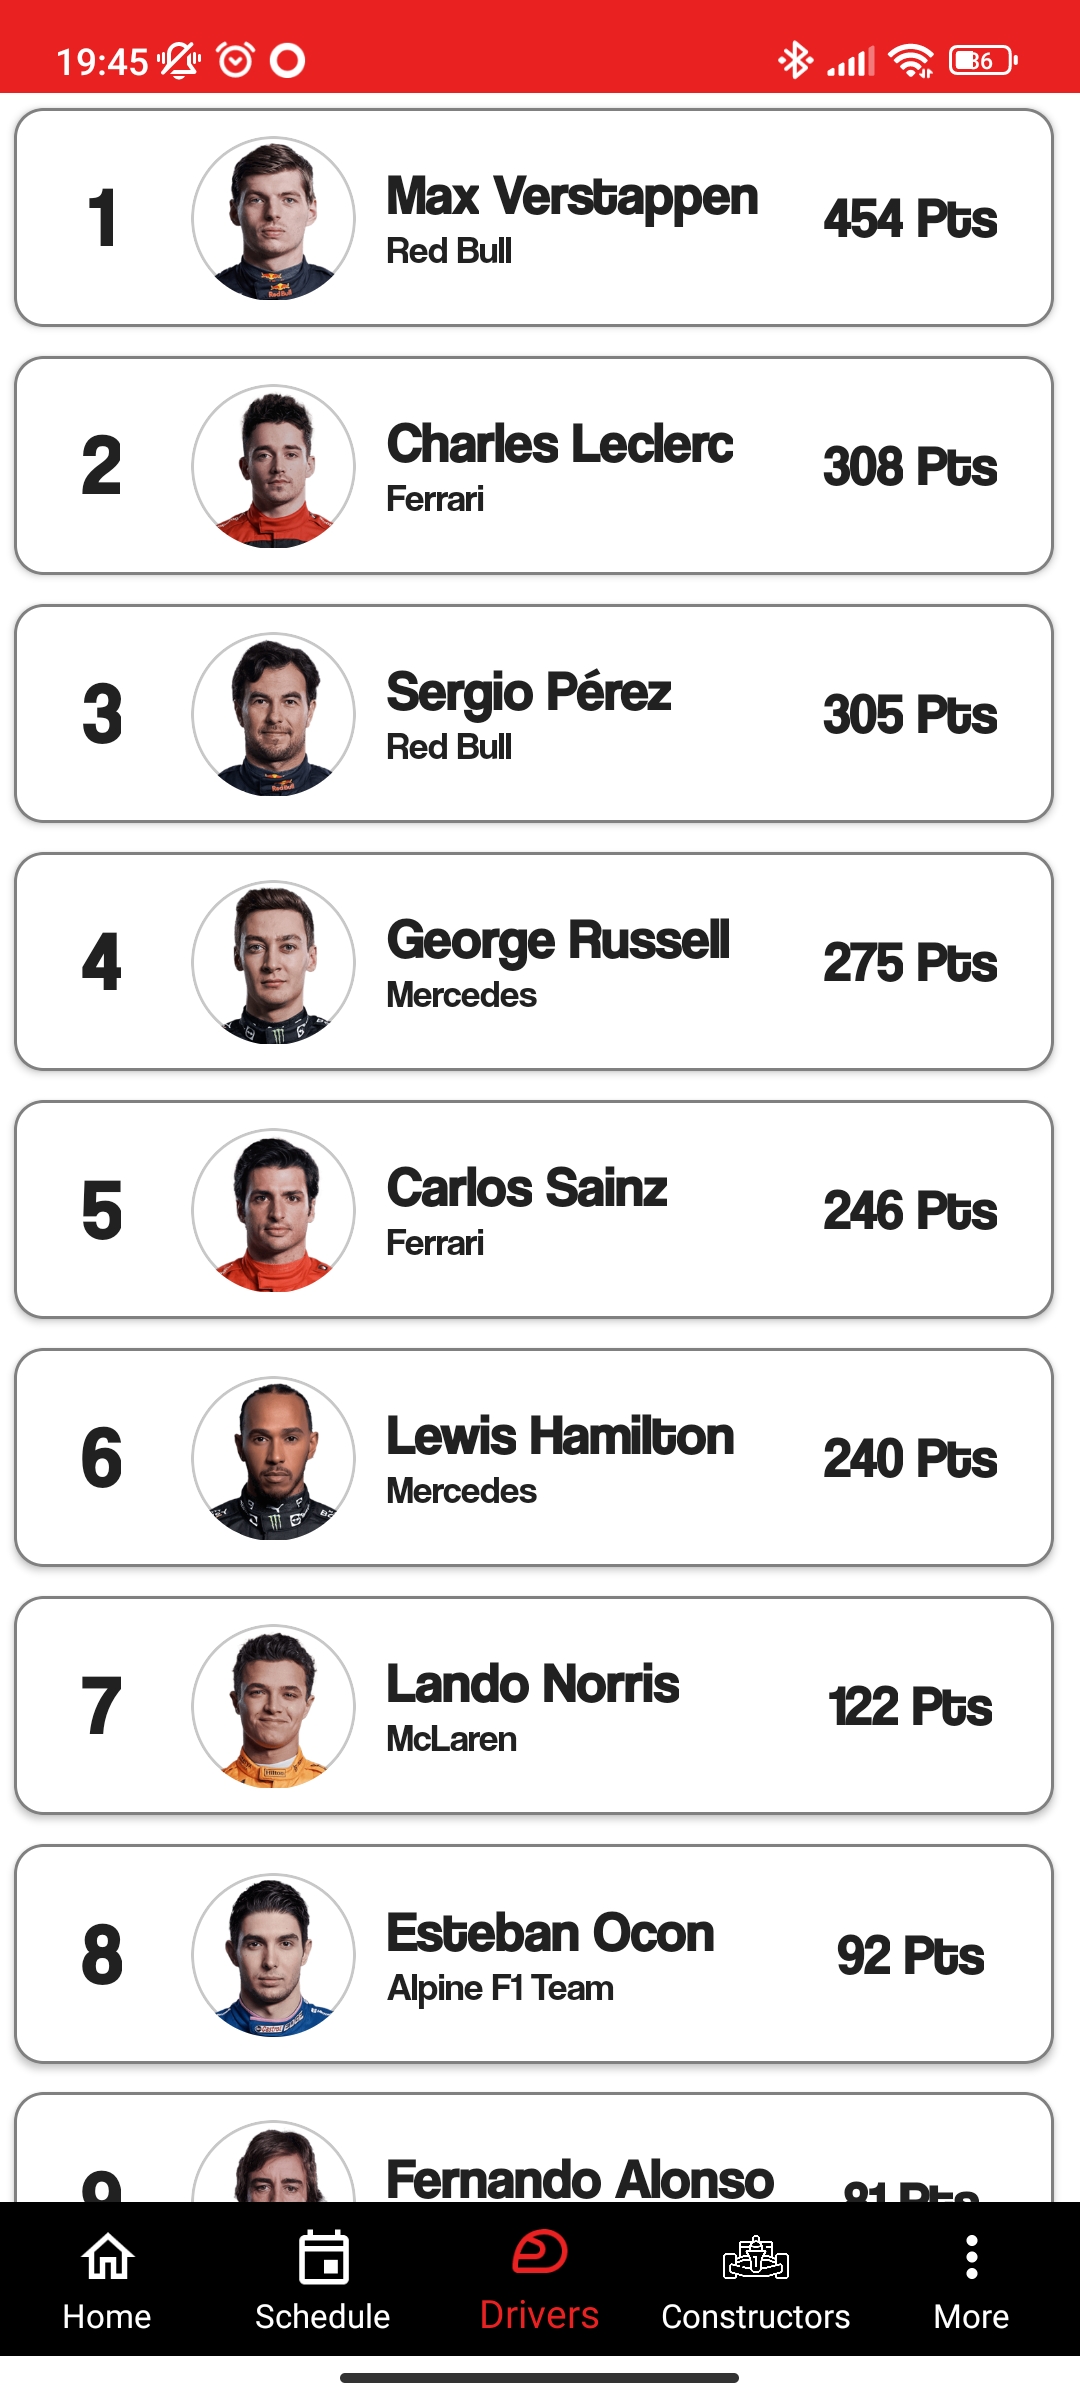 19:45
36
1
Max Verstappen
Red Bull
454 Pts
2
Charles Leclerc
Ferrari
308 Pts
3
Sergio Pérez
Red Bull
305 Pts
4
George Russell
Mercedes
275 Pts
5
Carlos Sainz
Ferrari
246 Pts
6
Lewis Hamilton
Mercedes
240 Pts
7
Lando Norris
McLaren
122 Pts
8
Esteban Ocon
Alpine F1 Team
92 Pts
9
Fernando Alonso
81 Pts
Home
Schedule
Drivers
Constructors
More